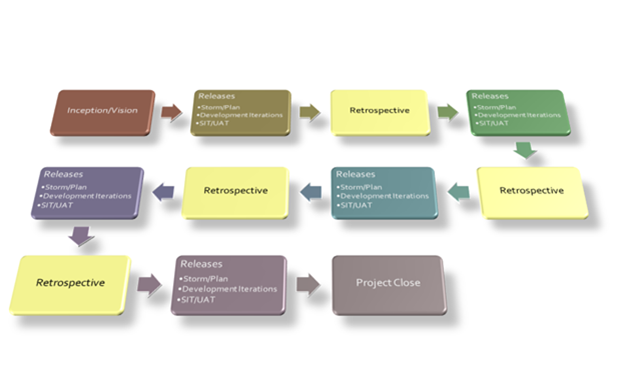 Inception/Vision
Releases
•Storm/Plan
•Development Iterations
•SIT/UAT
Retrospective
Releases
•Storm/Plan
•Development Iterations
•SIT/UAT
Retrospective
Releases
•Storm/Plan
•Development Iterations
•SIT/UAT
Retrospective
Releases
•Storm/Plan
•Development Iterations
•SIT/UAT
Retrospective
Releases
•Storm/Plan
•Development Iterations
•SIT/UAT
Project Close